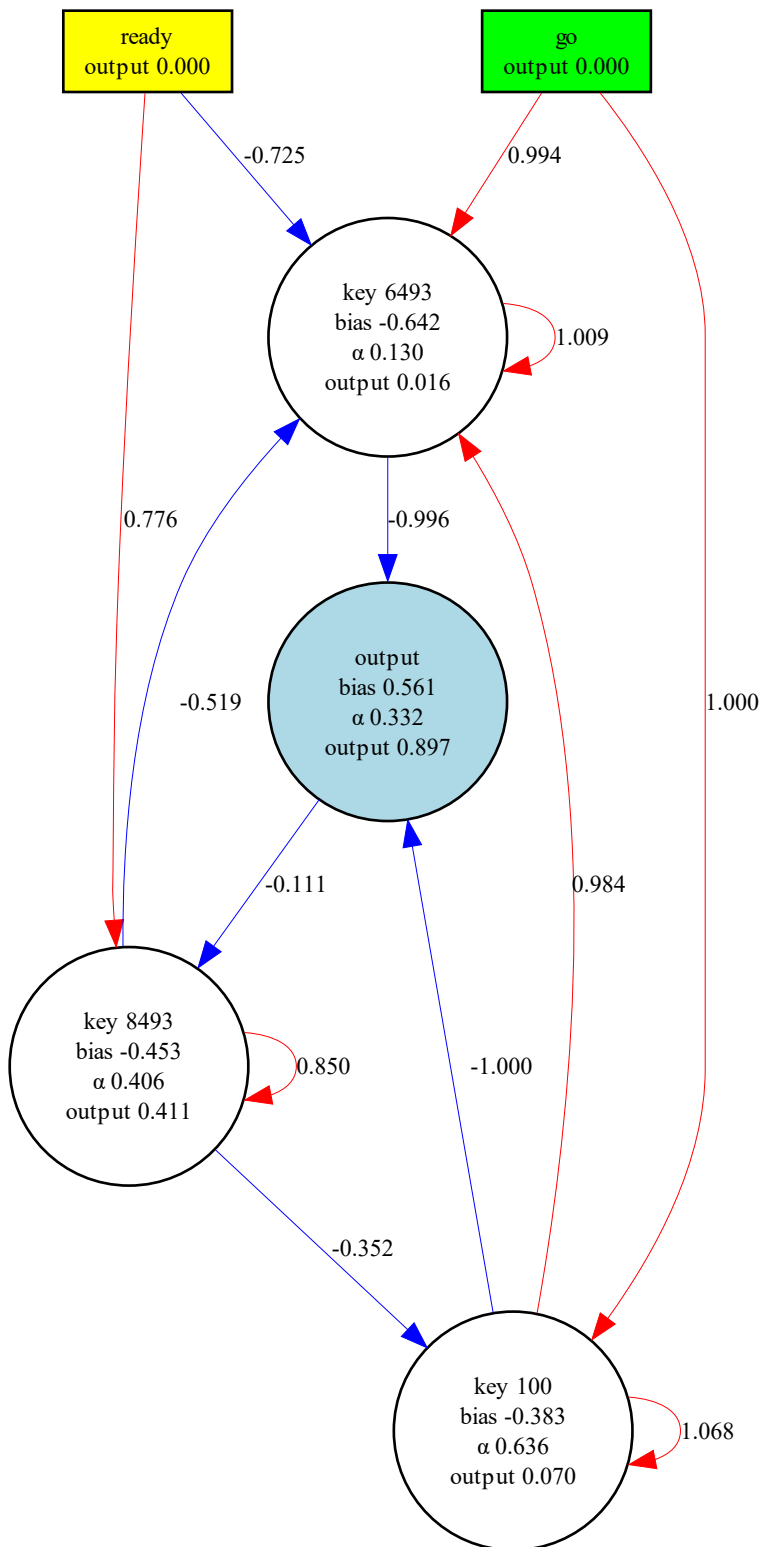 ready
output 0.000
go
output 0.000
-0.725
0.994
key 6493
bias -0.642
α 0.130
output 0.016
1.009
0.776
-0.996
output
bias 0.561
α 0.332
output 0.897
-0.519
1.000
-0.111
0.984
key 8493
bias -0.453
α 0.406
output 0.411
0.850
-1.000
-0.352
key 100
bias -0.383
α 0.636
output 0.070
1.068